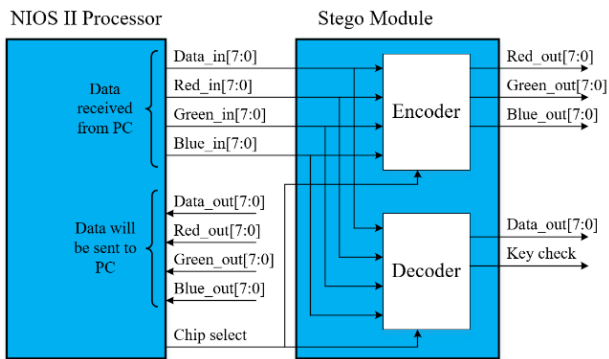 NIOS II Processor
Stego Module
Data
received
from PC
Data_in[7:0]
Red_in[7:0]
Green_in[7:0]
Blue_in[7:0]
Encoder
Red_out[7:0]
Green_out[7:0]
Blue_out[7:0]
Data will
be sent to
PC
Data_out[7:0]
Red_out[7:0]
Green_out[7:0]
Blue_out[7:0]
Chip select
Decoder
Data_out[7:0]
Key check